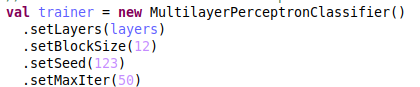 val trainer = new MultilayerPerceptronClassifier()
  .setLayers(layers)
  .setBlockSize(12)
  .setSeed(123)
  .setMaxIter(50)